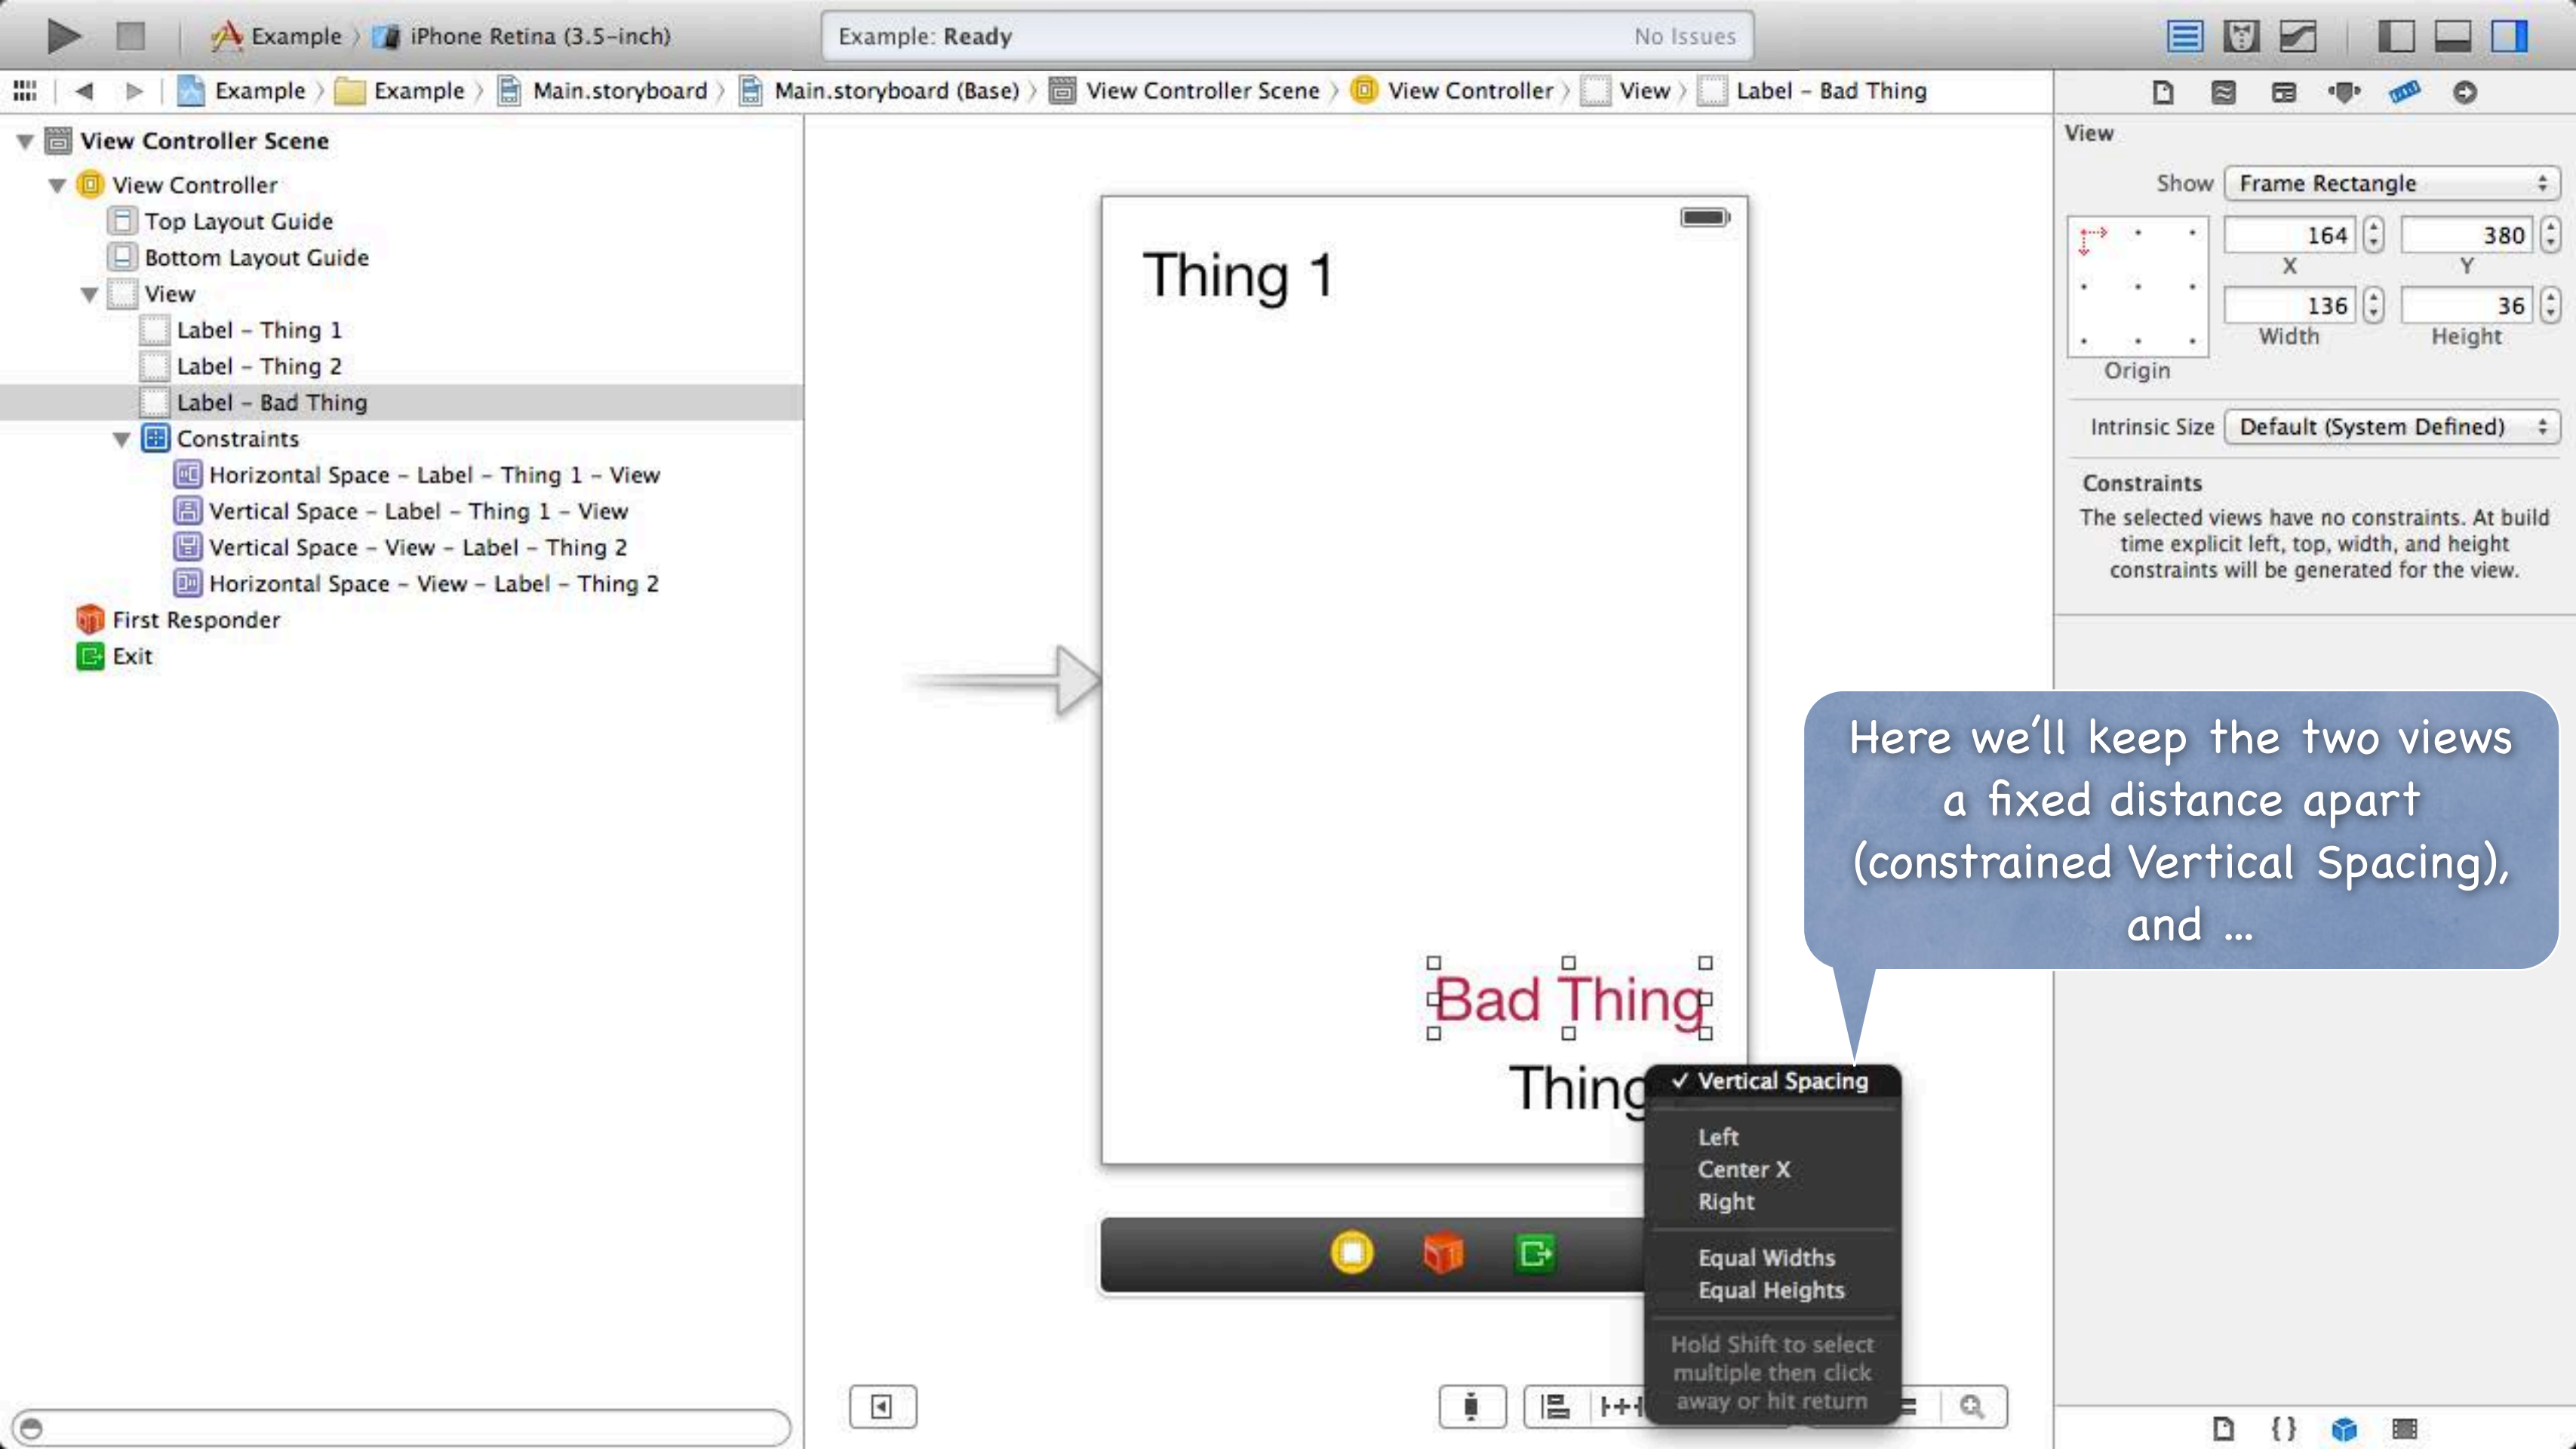 Example 〉 iPhone Retina (3.5-inch)
Example: Ready
No Issues
Example 〉 Example 〉 Main.storyboard 〉 Main.storyboard (Base) 〉 View Controller Scene 〉 View Controller 〉 View 〉 Label – Bad Thing
View Controller Scene
View Controller
Top Layout Guide
Bottom Layout Guide
View
Label – Thing 1
Label – Thing 2
Label – Bad Thing
Constraints
Horizontal Space – Label – Thing 1 – View
Vertical Space – Label – Thing 1 – View
Vertical Space – View – Label – Thing 2
Horizontal Space – View – Label – Thing 2
First Responder
Exit
Thing 1
Bad Thing
Thing
✓ Vertical Spacing
Left
Center X
Right
Equal Widths
Equal Heights
Hold Shift to select
multiple then click
away or hit return
View
Show Frame Rectangle
164 380
X Y
136 36
Width Height
Origin
Intrinsic Size Default (System Defined)
Constraints
The selected views have no constraints. At build
time explicit left, top, width, and height
constraints will be generated for the view.
Here we’ll keep the two views
a fixed distance apart
(constrained Vertical Spacing),
and ...